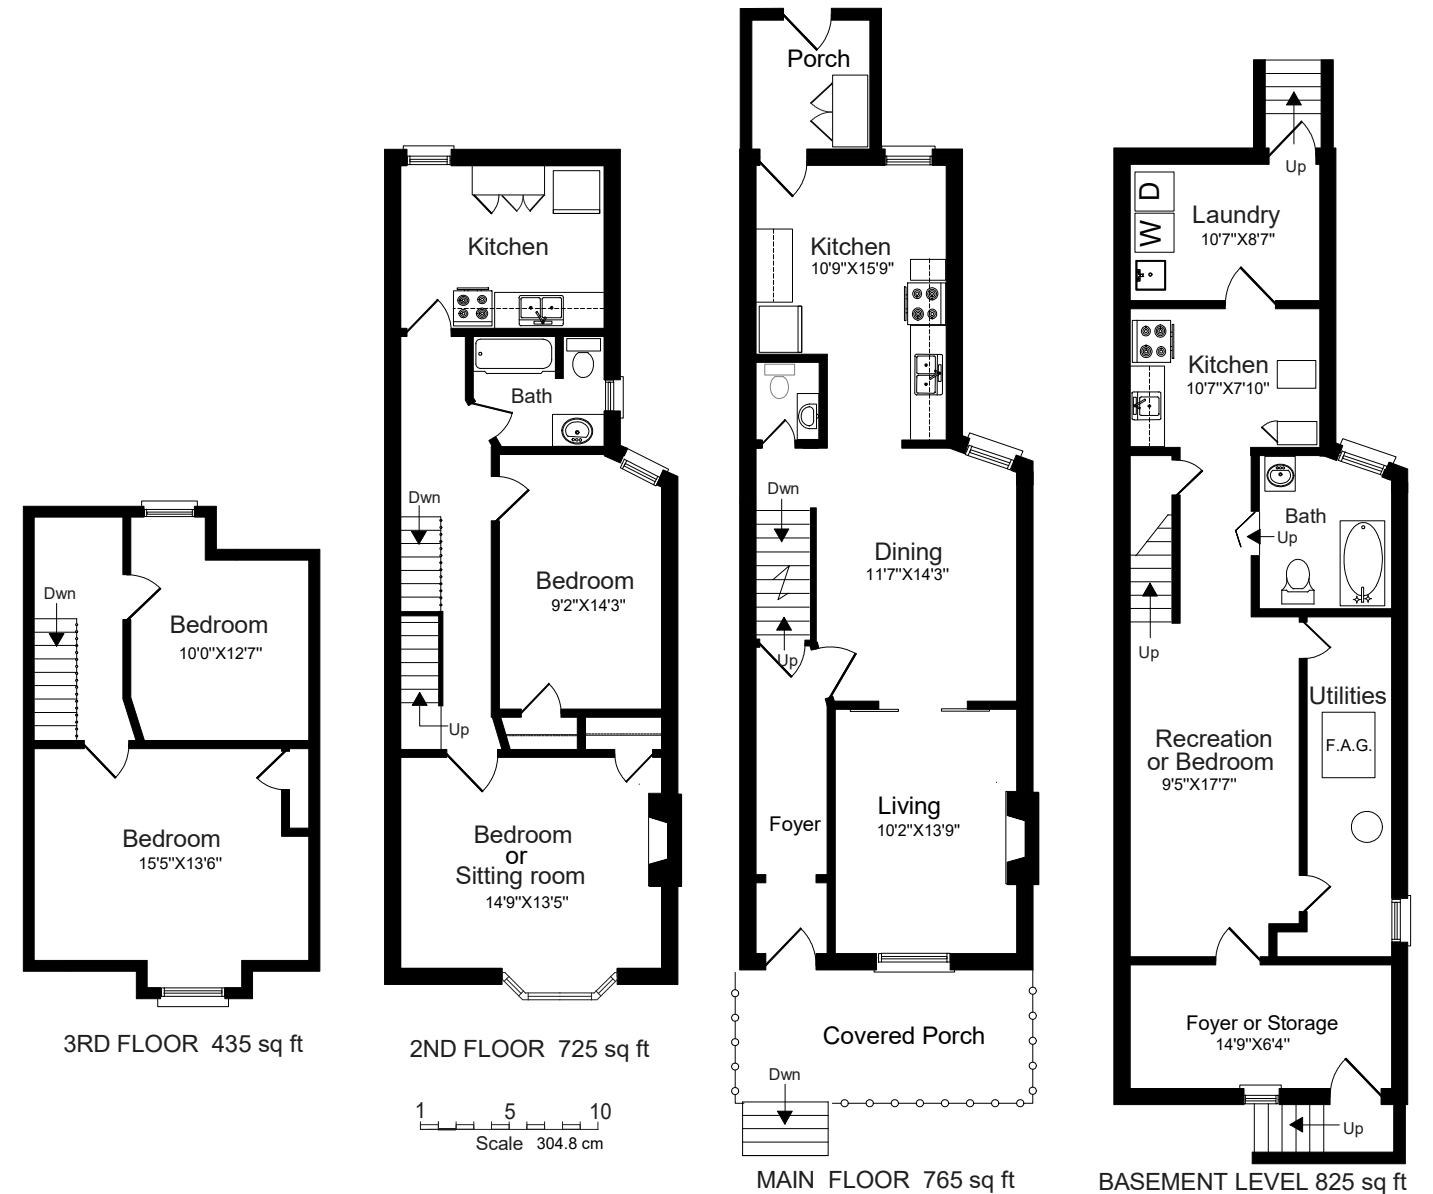 Dwn
Bedroom
10'0"X12'7"
Bedroom
15'5"X13'6"
3RD FLOOR 435 sq ft
Kitchen
Bath
Dwn
Bedroom
9'2"X14'3"
Up
Bedroom
or
Sitting room
14'9"X13'5"
2ND FLOOR 725 sq ft
1 5 10
Scale 304.8 cm
Porch
Kitchen
10'9"X15'9"
Dwn
Dining
11'7"X14'3"
Up
Living
10'2"X13'9"
Foyer
Covered Porch
Dwn
MAIN FLOOR 765 sq ft
Up
D
W
Laundry
10'7"X8'7"
Kitchen
10'7"X7'10"
Bath
Up
Up
Utilities
F.A.G.
Recreation
or Bedroom
9'5"X17'7"
Foyer or Storage
14'9"X6'4"
Up
BASEMENT LEVEL 825 sq ft